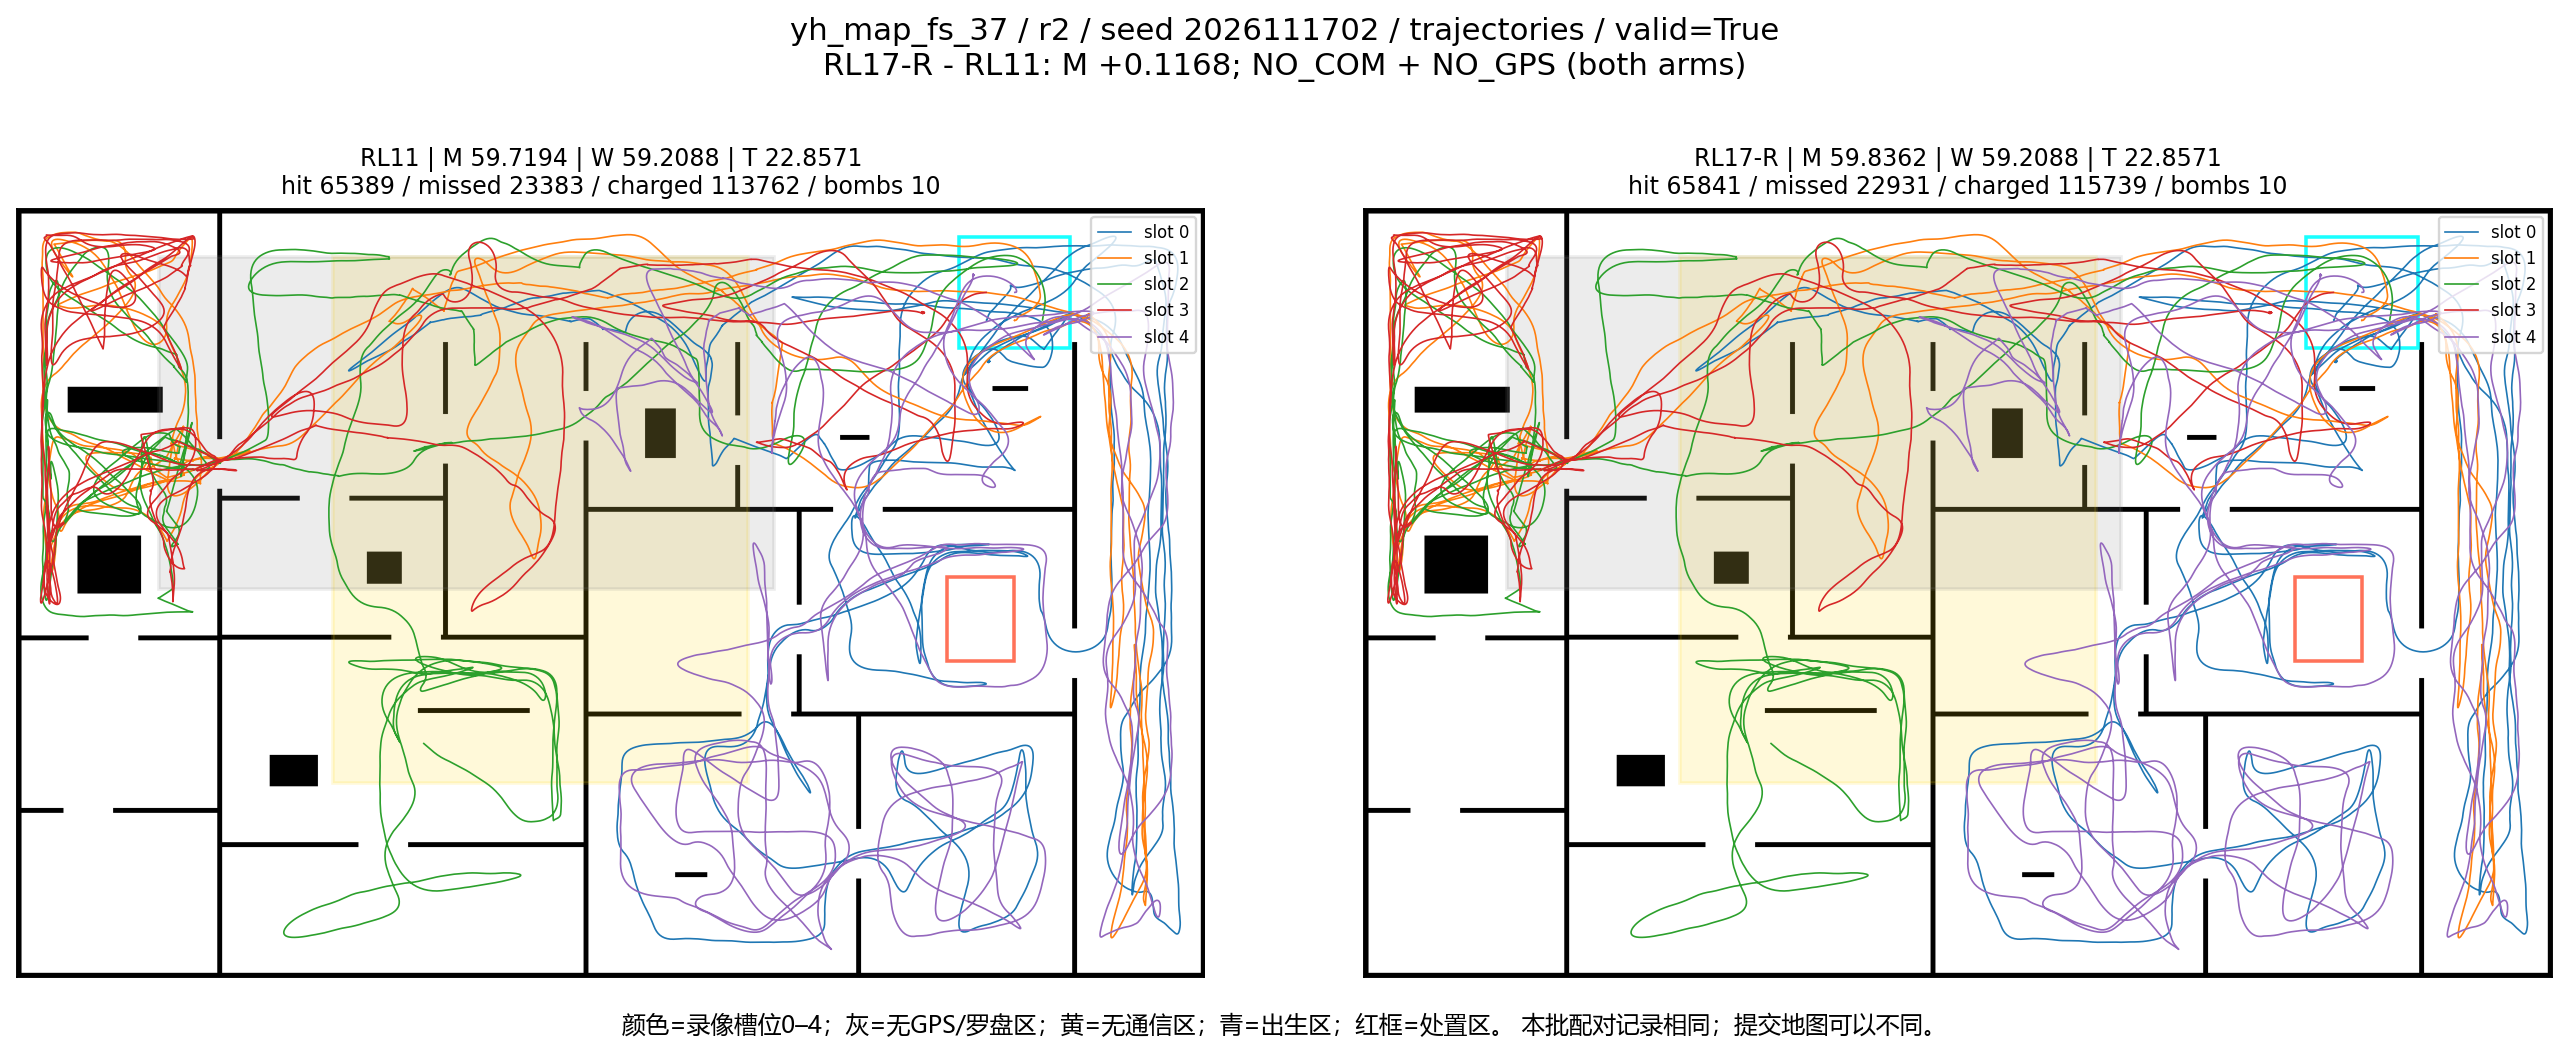 yh_map_fs_37 / r2 / seed 2026111702 / trajectories / valid=True
RL17-R - RL11: M +0.1168; NO_COM + NO_GPS (both arms)
RL11 | M 59.7194 | W 59.2088 | T 22.8571
hit 65389 / missed 23383 / charged 113762 / bombs 10
slot 0
slot 1
slot 2
slot 3
slot 4
RL17-R | M 59.8362 | W 59.2088 | T 22.8571
hit 65841 / missed 22931 / charged 115739 / bombs 10
slot 0
slot 1
slot 2
slot 3
slot 4
颜色=录像槽位0–4；灰=无GPS/罗盘区；黄=无通信区；青=出生区；红框=处置区。 本批配对记录相同；提交地图可以不同。